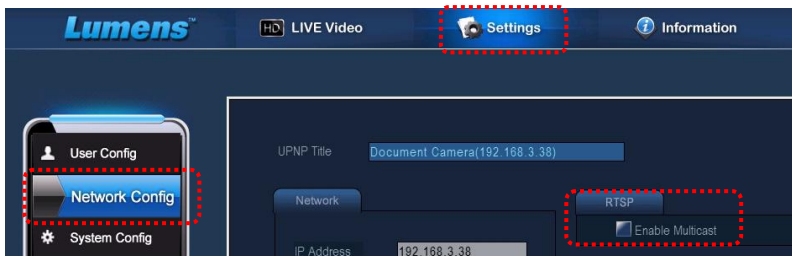 Lumens™
HD LIVE Video
Settings
Information
User Config
Network Config
System Config
UPNP Title
Document Camera(192.168.3.38)
Network
IP Address
192.168.3.38
RTSP
Enable Multicast